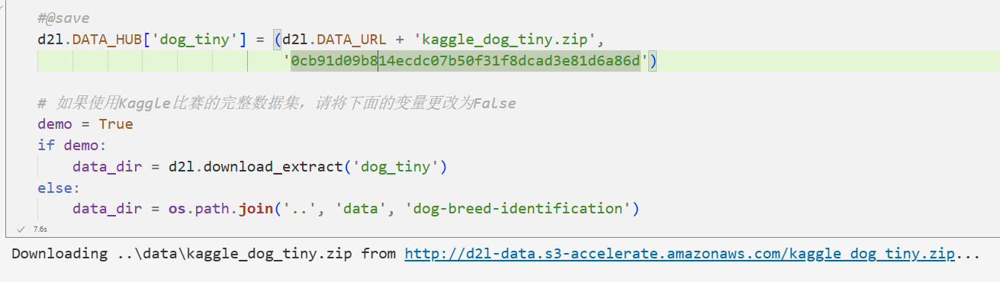 #@save
d2l.DATA_HUB['dog_tiny'] = (d2l.DATA_URL + 'kaggle_dog_tiny.zip',
'0cb91d09b814ecdc07b50f31f8dcad3e81d6a86d')
# 如果使用Kaggle比赛的完整数据集，请将下面的变量更改为False
demo = True
if demo:
    data_dir = d2l.download_extract('dog_tiny')
else:
    data_dir = os.path.join('..', 'data', 'dog-breed-identification')
✓ 7.6s
Downloading ..\data\kaggle_dog_tiny.zip from http://d2l-data.s3-accelerate.amazonaws.com/kaggle_dog_tiny.zip...